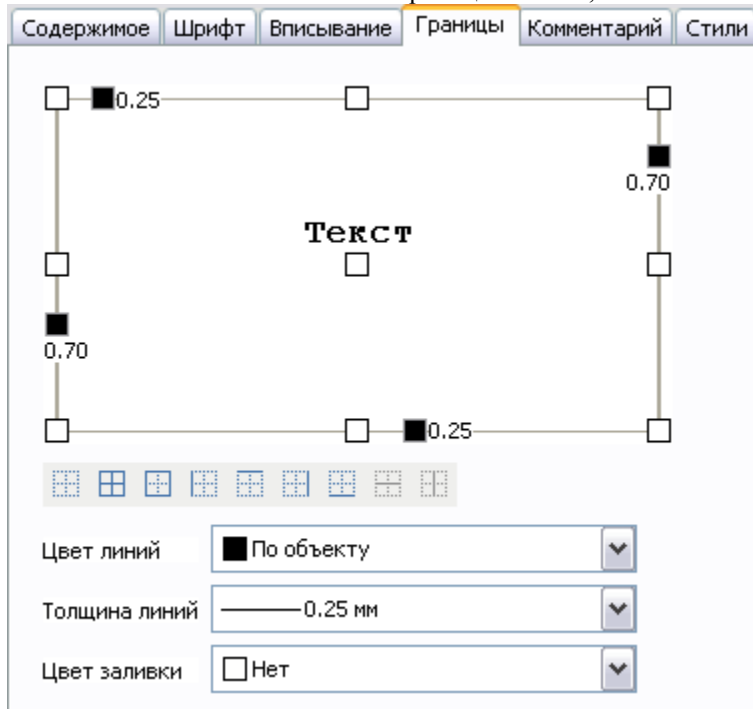 Содержимое Шрифт Вписывание Границы Комментарий Стили
0.25
0.70
Текст
0.70
0.25
Цвет линий По объекту
Толщина линий 0.25 мм
Цвет заливки Нет